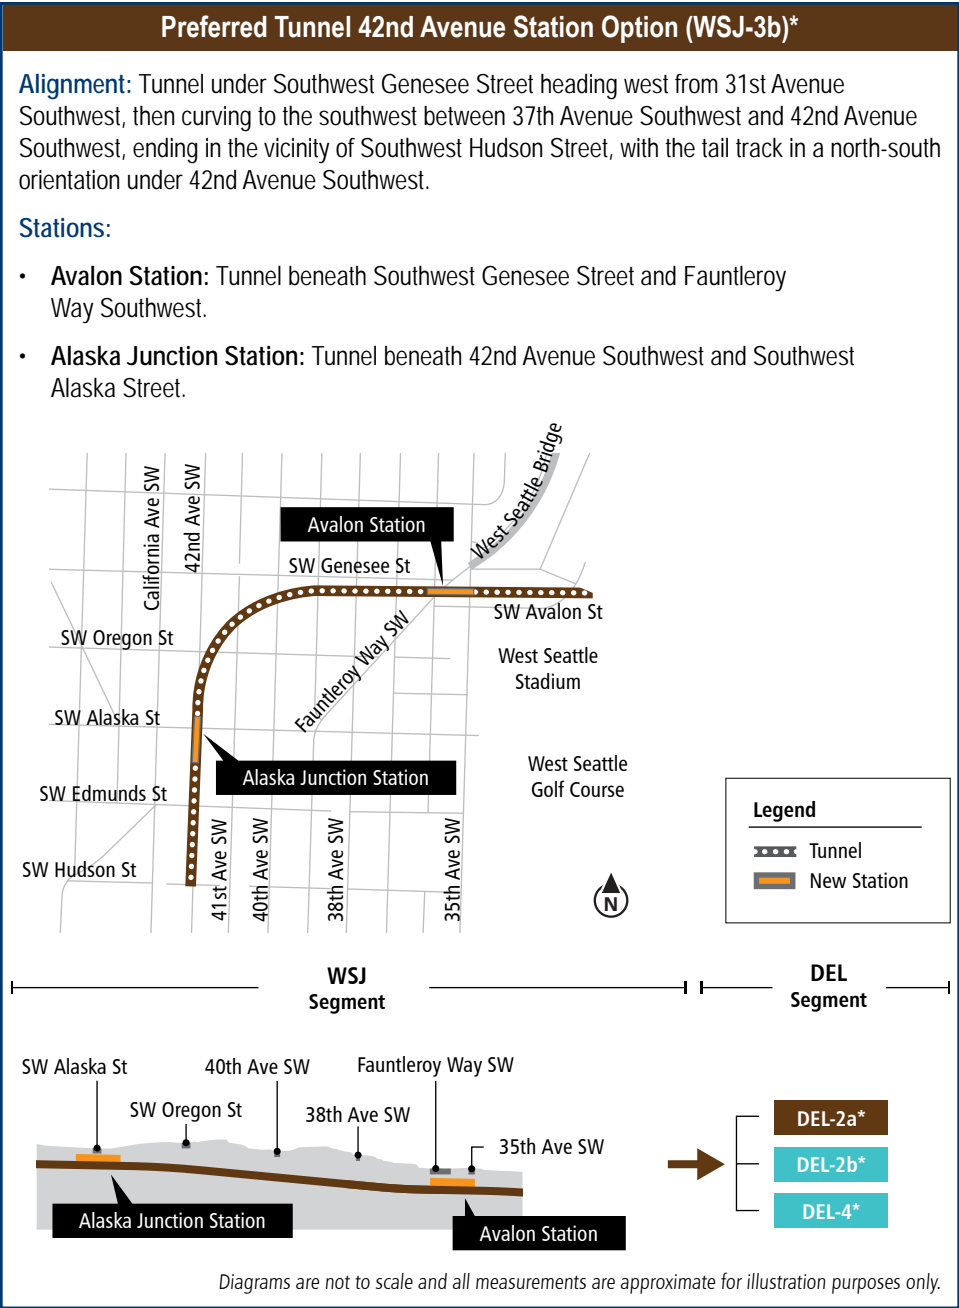 Preferred Tunnel 42nd Avenue Station Option (WSJ-3b)*
Alignment: Tunnel under Southwest Genesee Street heading west from 31st Avenue
Southwest, then curving to the southwest between 37th Avenue Southwest and 42nd Avenue
Southwest, ending in the vicinity of Southwest Hudson Street, with the tail track in a north-south
orientation under 42nd Avenue Southwest.
Stations:
• Avalon Station: Tunnel beneath Southwest Genesee Street and Fauntleroy
Way Southwest.
• Alaska Junction Station: Tunnel beneath 42nd Avenue Southwest and Southwest
Alaska Street.
California Ave SW
42nd Ave SW
West Seattle Bridge
Avalon Station
SW Genesee St
SW Avalon St
SW Oregon St
Fauntleroy Way SW
West Seattle
Stadium
SW Alaska St
Alaska Junction Station
West Seattle
Golf Course
SW Edmunds St
SW Hudson St
41st Ave SW
40th Ave SW
38th Ave SW
35th Ave SW
N
Legend
Tunnel
New Station
WSJ
Segment
DEL
Segment
SW Alaska St
40th Ave SW
Fauntleroy Way SW
SW Oregon St
38th Ave SW
35th Ave SW
Alaska Junction Station
Avalon Station
DEL-2a*
DEL-2b*
DEL-4*
Diagrams are not to scale and all measurements are approximate for illustration purposes only.